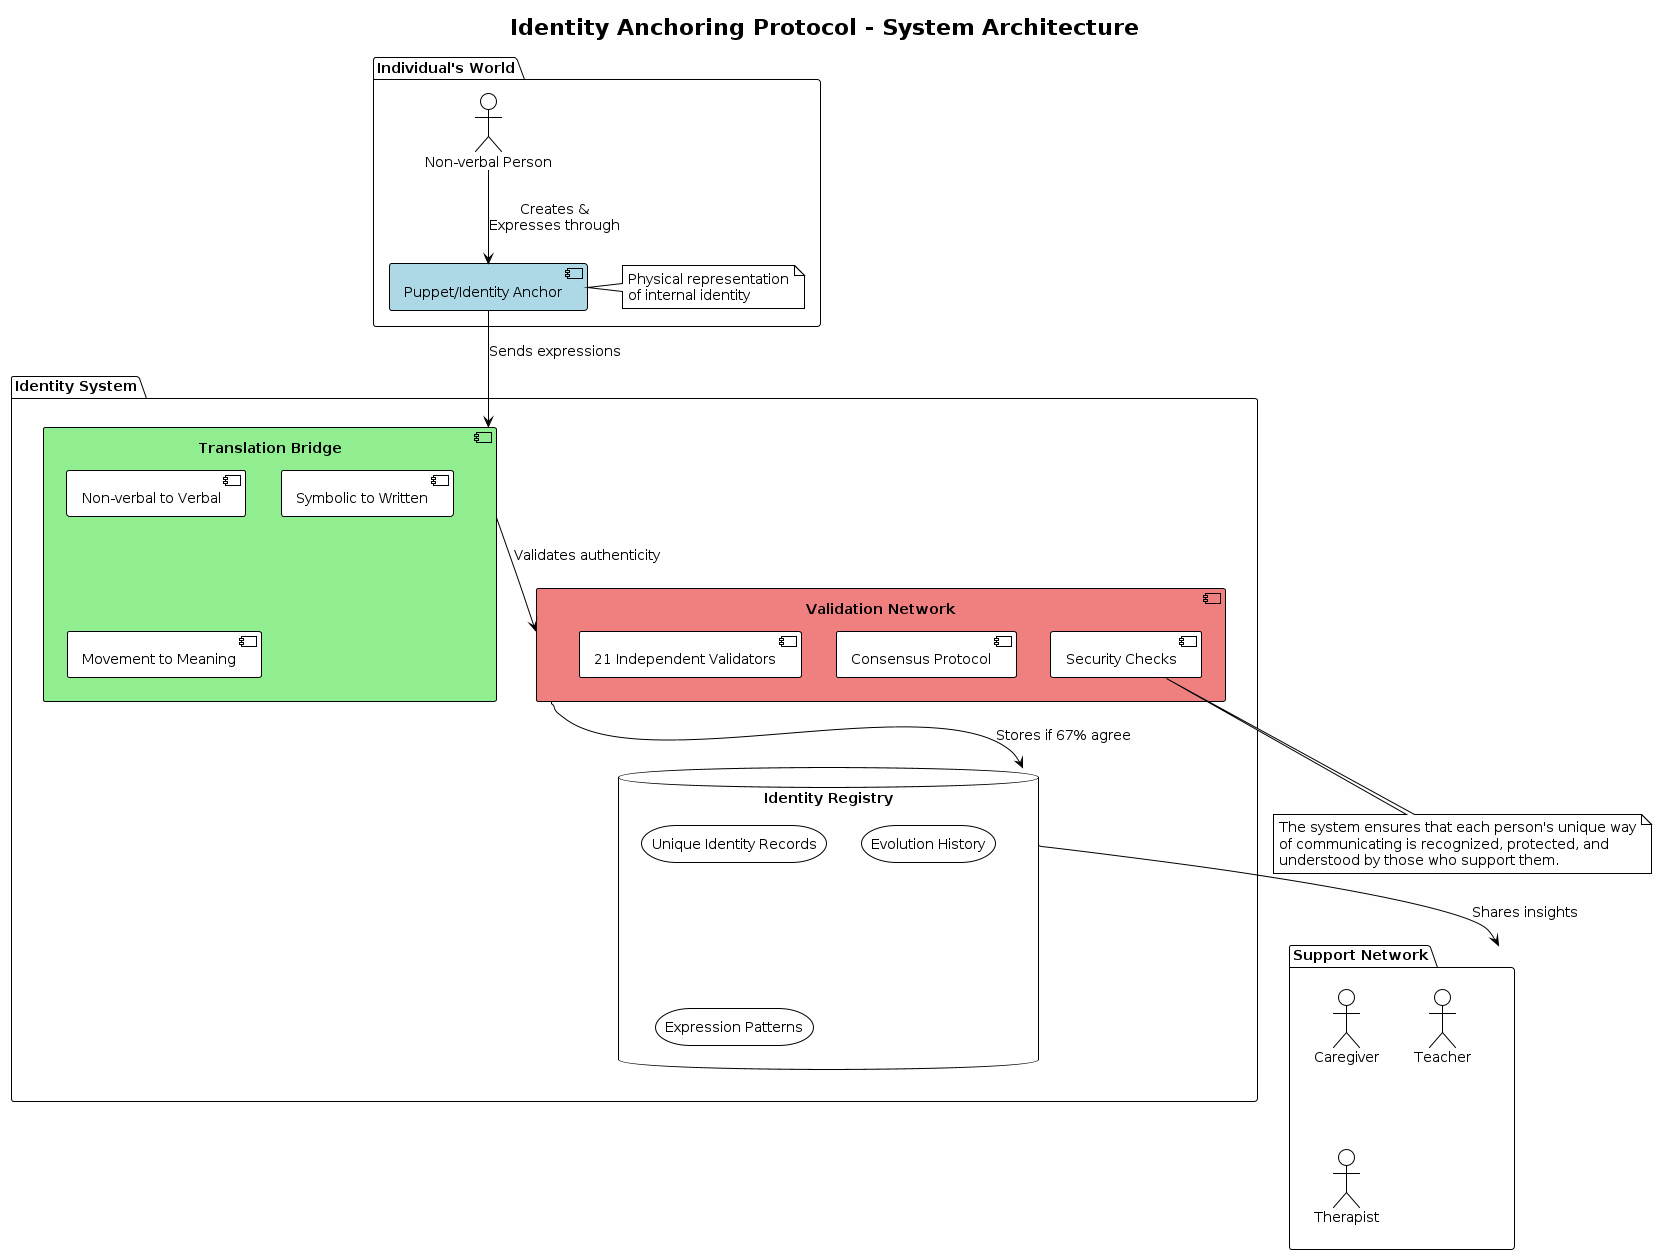 Identity Anchoring Protocol - System Architecture
Individual's World
Non-verbal Person
Creates &
Expresses through
Puppet/Identity Anchor
Physical representation
of internal identity
Sends expressions
Identity System
Translation Bridge
Non-verbal to Verbal
Symbolic to Written
Movement to Meaning
Validates authenticity
Validation Network
21 Independent Validators
Consensus Protocol
Security Checks
Stores if 67% agree
Identity Registry
Unique Identity Records
Evolution History
Expression Patterns
The system ensures that each person's unique way
of communicating is recognized, protected, and
understood by those who support them.
Shares insights
Support Network
Caregiver
Teacher
Therapist